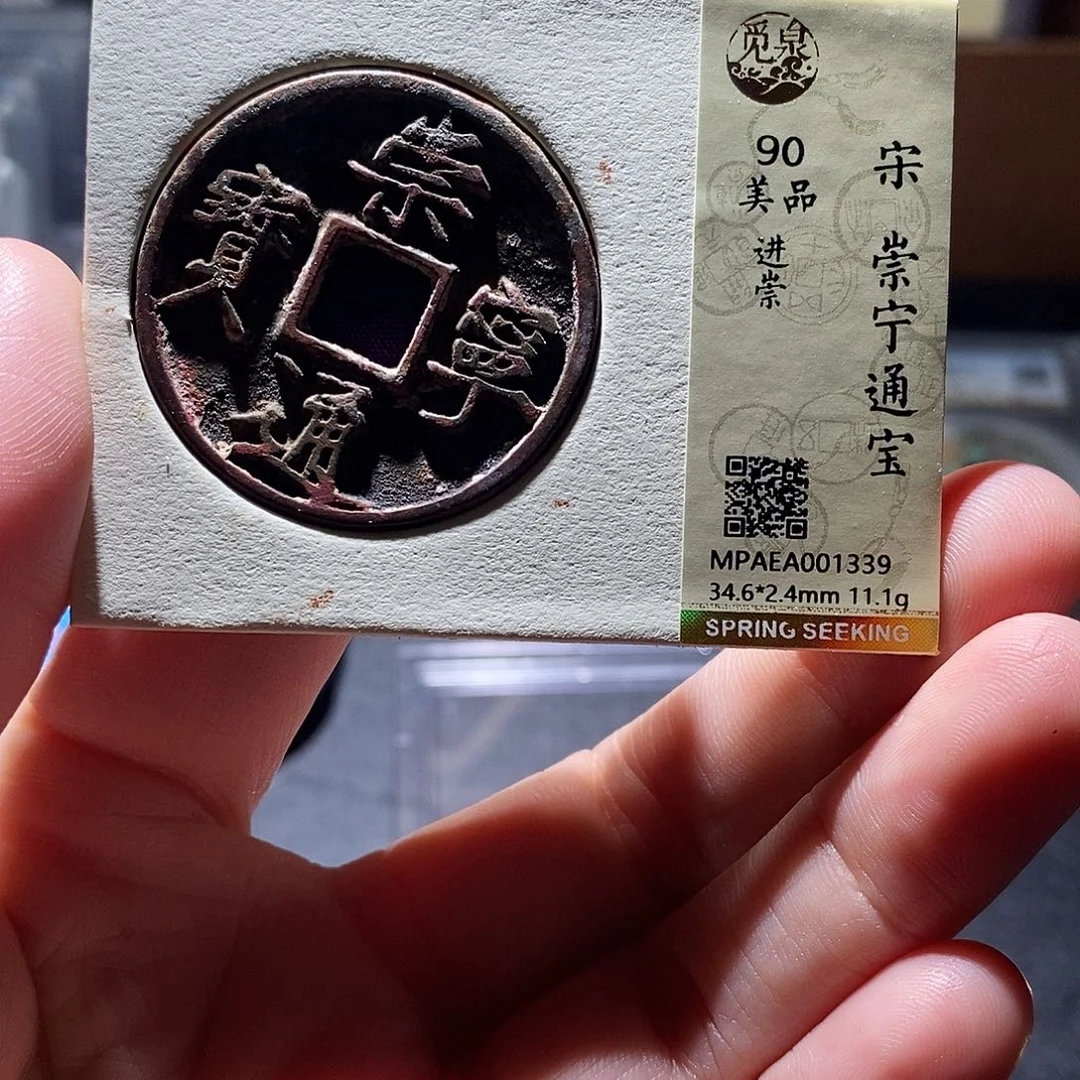 崇寧通寳
觅泉
90
美品
进崇
宋 崇宁通宝
MPAEA001339
34.6*2.4mm 11.1g
SPRING SEEKING